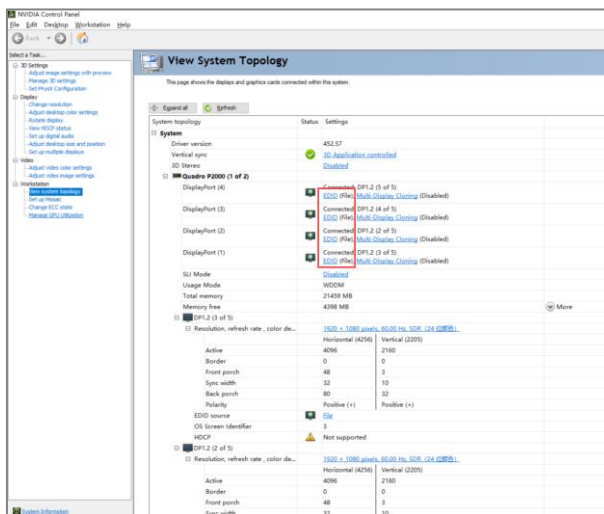 NVIDIA Control Panel
File Edit Desktop Workstation Help
Back
Select a Task...
3D Settings
Adjust image settings with preview
Manage 3D settings
Set PhysX Configuration
Display
Change resolution
Adjust desktop color settings
Rotate display
View HDCP status
Set up digital audio
Adjust desktop size and position
Set up multiple displays
Video
Adjust video color settings
Adjust video image settings
Workstation
View system topology
Set up Mosaic
Change ECC state
Manage GPU Utilization
System Information
View System Topology
This page shows the displays and graphics cards connected within this system.
Expand all Refresh
System topology Status Settings
System
Driver version 452.57
Vertical sync 3D Application controlled
3D Stereo Disabled
Quadro P2000 (1 of 2)
DisplayPort (4) Connected, DP1.2 (5 of 5)
EDID (File), Multi-Display Cloning (Disabled)
DisplayPort (3) Connected, DP1.2 (4 of 5)
EDID (File), Multi-Display Cloning (Disabled)
DisplayPort (2) Connected, DP1.2 (2 of 5)
EDID (File), Multi-Display Cloning (Disabled)
DisplayPort (1) Connected, DP1.2 (3 of 5)
EDID (File), Multi-Display Cloning (Disabled)
SLI Mode Disabled
Usage Mode WDDM
Total memory 21459 MB
Memory free 4398 MB More
DP1.2 (3 of 5)
Resolution, refresh rate , color de... 1920 × 1080 pixels, 60.00 Hz, SDR (24 位颜色)
Horizontal (4256) Vertical (2205)
Active 4096 2160
Border 0 0
Front porch 48 3
Sync width 32 10
Back porch 80 32
Polarity Positive (+) Positive (+)
EDID source File
OS Screen Identifier 3
HDCP Not supported
DP1.2 (2 of 5)
Resolution, refresh rate , color de... 1920 × 1080 pixels, 60.00 Hz, SDR (24 位颜色)
Horizontal (4256) Vertical (2205)
Active 4096 2160
Border 0 0
Front porch 48 3
Sync width 32 10